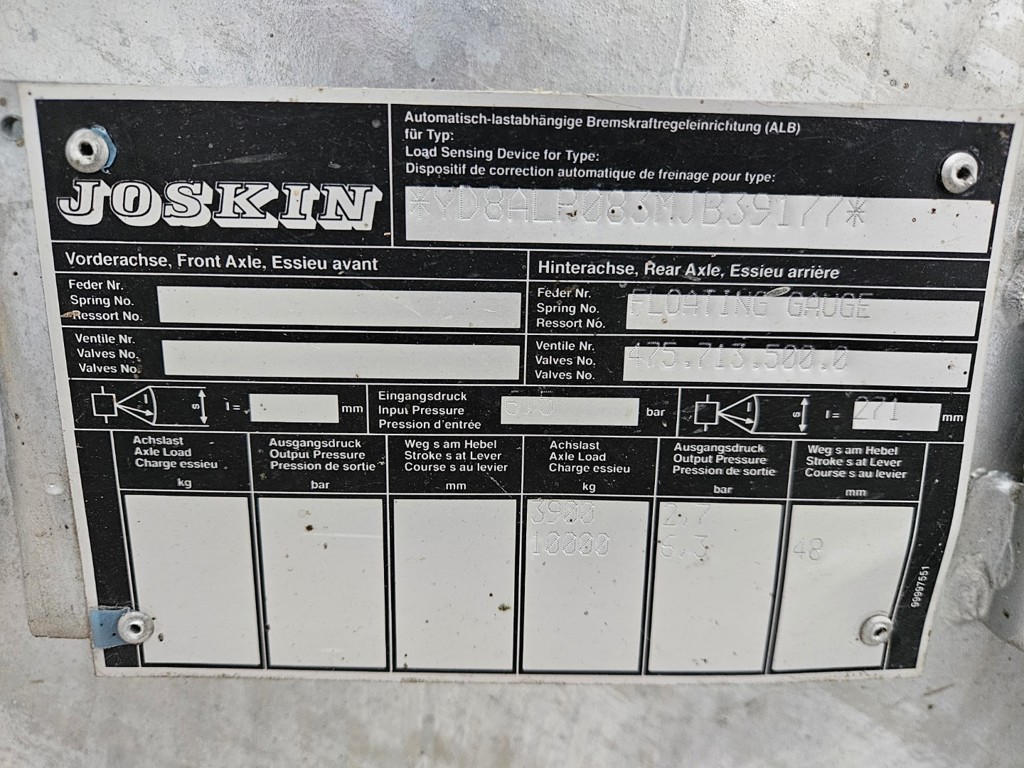 JOSKIN
Automatisch-lastabhängige Bremskraftregeleinrichtung (ALB)
für Typ:
Load Sensing Device for Type:
Dispositif de correction automatique de freinage pour type:
Vorderachse, Front Axle, Essieu avant
Feder Nr.
Spring No.
Ressort No.
Ventile Nr.
Valves No.
Valves No.
Hinterachse, Rear Axle, Essieu arrière
Feder Nr.
Spring No.
Ressort No.
FLOATING GAUGE
Ventile Nr.
Valves No.
Valves No.
475.713.500.0
s
l =
mm
Eingangsdruck
Input Pressure
Pression d'entrée
6.5
bar
s
l =
271
mm
Achslast
Axle Load
Charge essieu
kg
Ausgangsdruck
Output Pressure
Pression de sortie
bar
Weg s am Hebel
Stroke s at Lever
Course s au levier
mm
Achslast
Axle Load
Charge essieu
kg
Ausgangsdruck
Output Pressure
Pression de sortie
bar
Weg s am Hebel
Stroke s at Lever
Course s au levier
mm
3900 2.7
10000 6.3 48
99997551